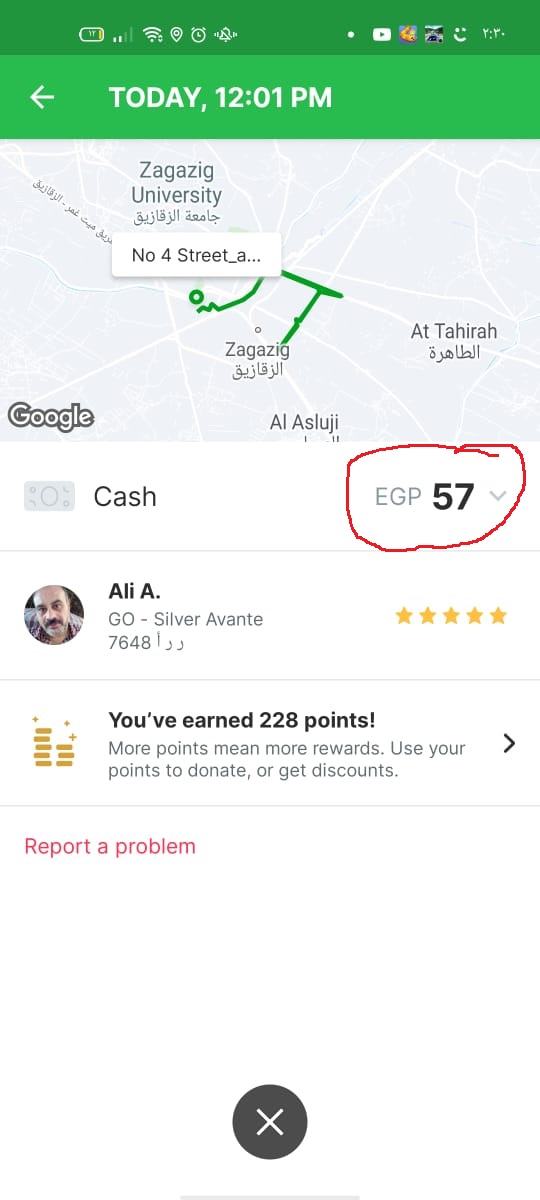 ١٢
٢:٣٠
TODAY, 12:01 PM
Zagazig
University
جامعة الزقازيق
طريق ميت غمر - الزقازيق
No 4 Street_a...
At Tahirah
الطاهرة
Zagazig
الزقازيق
Al Asluji
Google
Cash
EGP 57
Ali A.
GO - Silver Avante
7648 ر ر أ
You’ve earned 228 points!
More points mean more rewards. Use your
points to donate, or get discounts.
Report a problem